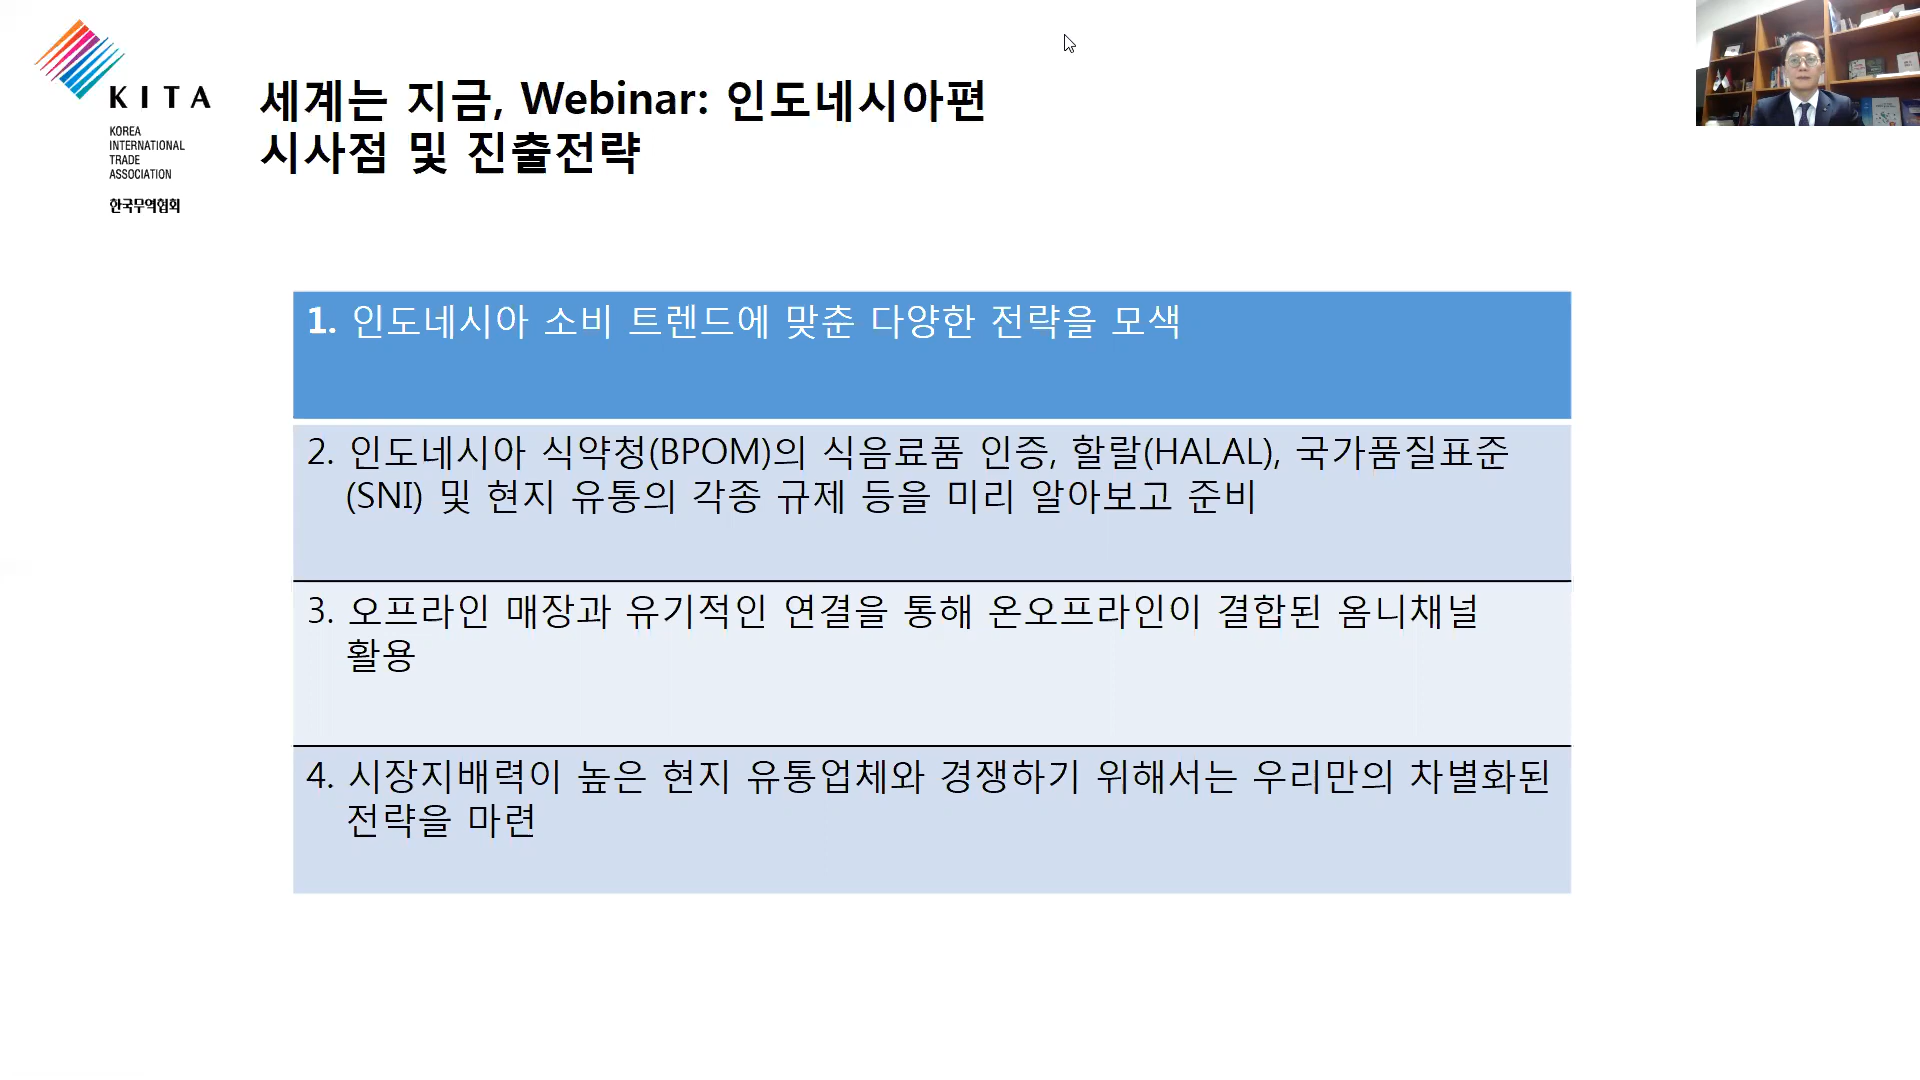 KITA
KOREA
INTERNATIONAL
TRADE
ASSOCIATION
한국무역협회
세계는 지금, Webinar: 인도네시아편
시사점 및 진출전략
1. 인도네시아 소비 트렌드에 맞춘 다양한 전략을 모색
2. 인도네시아 식약청(BPOM)의 식음료품 인증, 할랄(HALAL), 국가품질표준
(SNI) 및 현지 유통의 각종 규제 등을 미리 알아보고 준비
3. 오프라인 매장과 유기적인 연결을 통해 온오프라인이 결합된 옴니채널
활용
4. 시장지배력이 높은 현지 유통업체와 경쟁하기 위해서는 우리만의 차별화된
전략을 마련